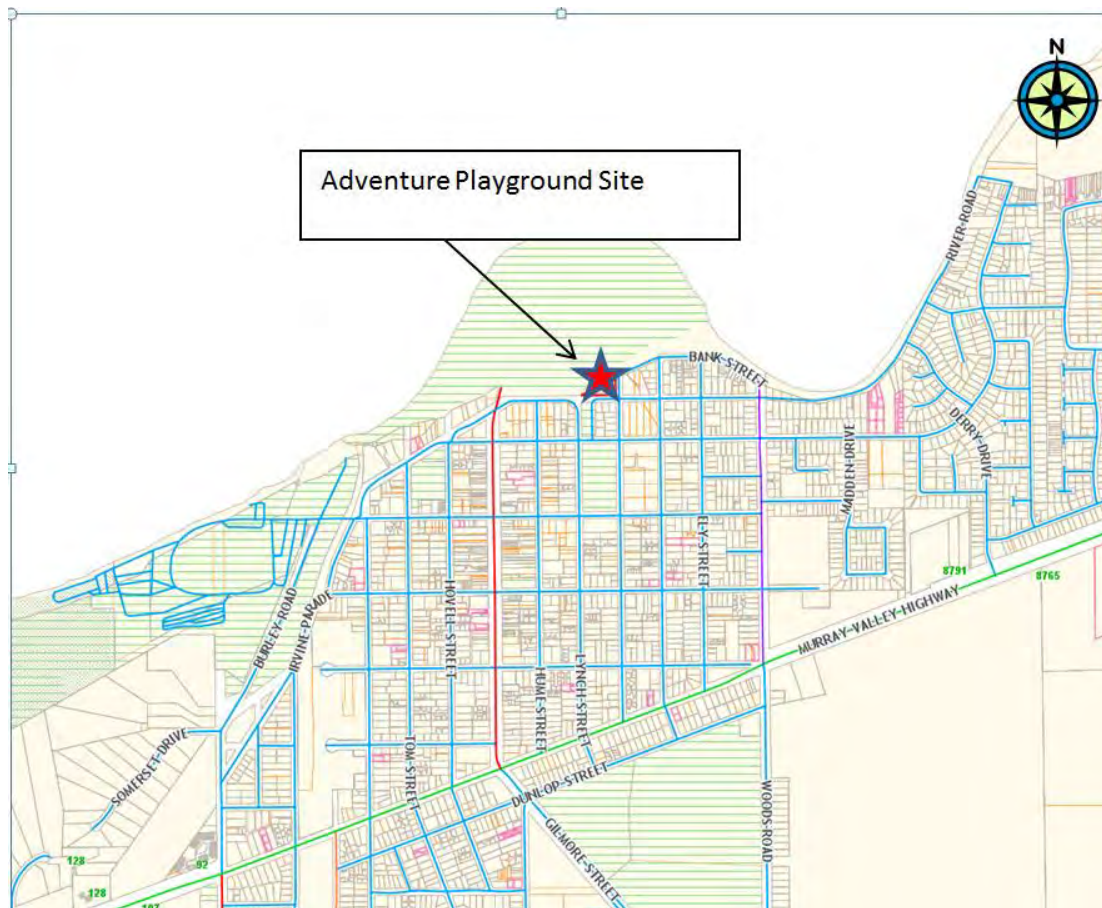 N
Adventure Playground Site
RIVER-ROAD
BANK-STREET
DERRY-DRIVE
MADDEN-DRIVE
ELY-STREET
8791
8765
HOVELL-STREET
BURLEY-ROAD
IRVINE-PARADE
MURRAY-VALLEY-HIGHWAY
HUME-STREET
LYNCH-STREET
SOMERSET-DRIVE
TOM-STREET
DUNLOP-STREET
WOODS-ROAD
GILMORE-STREET
128
92
128
107